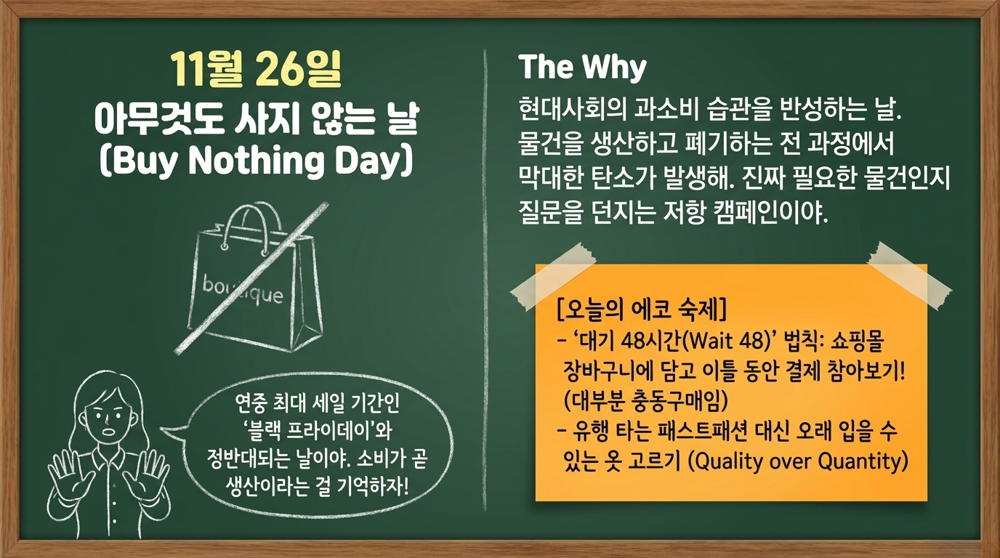 11월 26일
아무것도 사지 않는 날
(Buy Nothing Day)
boutique
연중 최대 세일 기간인
‘블랙 프라이데이’와
정반대되는 날이야. 소비가 곧
생산이라는 걸 기억하자!
The Why
현대사회의 과소비 습관을 반성하는 날.
물건을 생산하고 폐기하는 전 과정에서
막대한 탄소가 발생해. 진짜 필요한 물건인지
질문을 던지는 저항 캠페인이야.
[오늘의 에코 숙제]
- ‘대기 48시간(Wait 48)’ 법칙: 쇼핑몰
장바구니에 담고 이틀 동안 결제 참아보기!
(대부분 충동구매임)
- 유행 타는 패스트패션 대신 오래 입을 수
있는 옷 고르기 (Quality over Quantity)